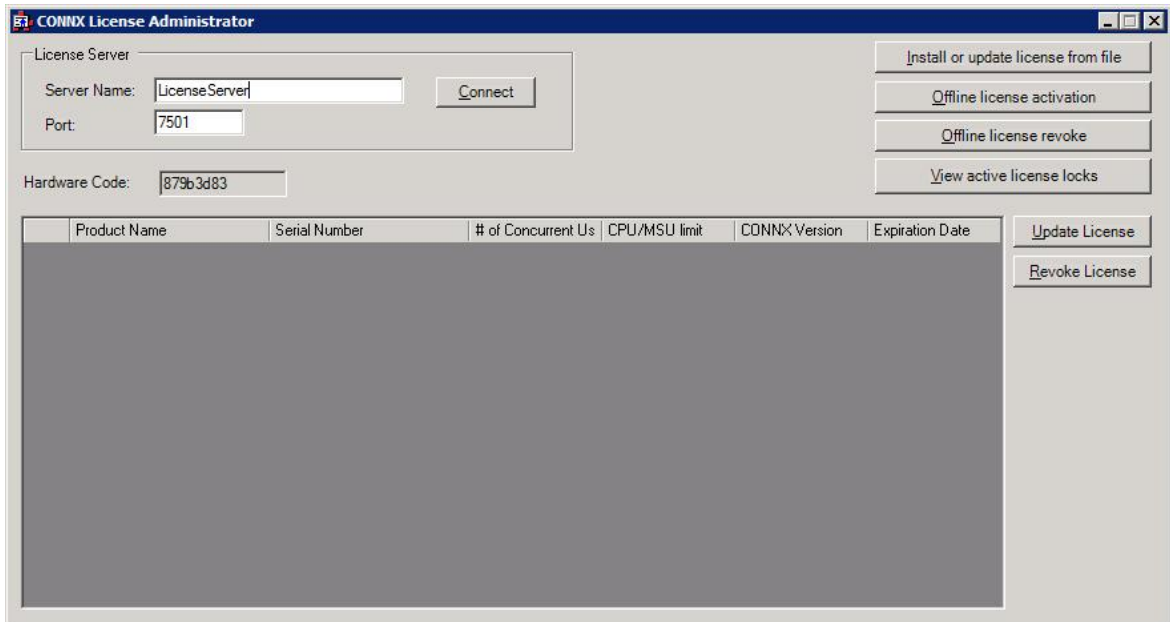 CONNX License Administrator
License Server
Install or update license from file
Server Name: LicenseServer Connect
Offline license activation
Port: 7501
Offline license revoke
View active license locks
Hardware Code: 879b3d83
Product Name Serial Number # of Concurrent Us CPU/MSU limit CONNX Version Expiration Date
Update License
Revoke License